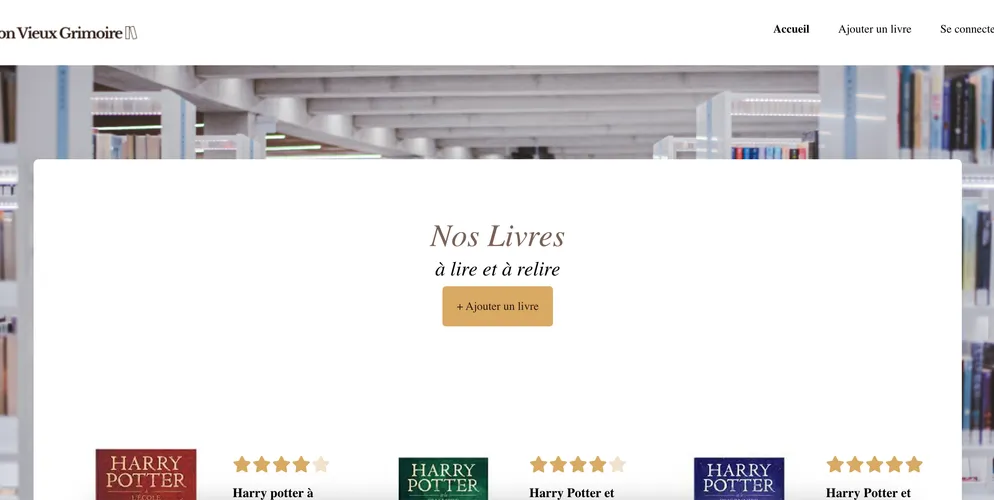 on Vieux Grimoire
Accueil
Ajouter un livre
Se connecte
Nos Livres
à lire et à relire
+ Ajouter un livre
HARRY
POTTER
Harry potter à
HARRY
POTTER
Harry Potter et
HARRY
POTTER
Harry Potter et